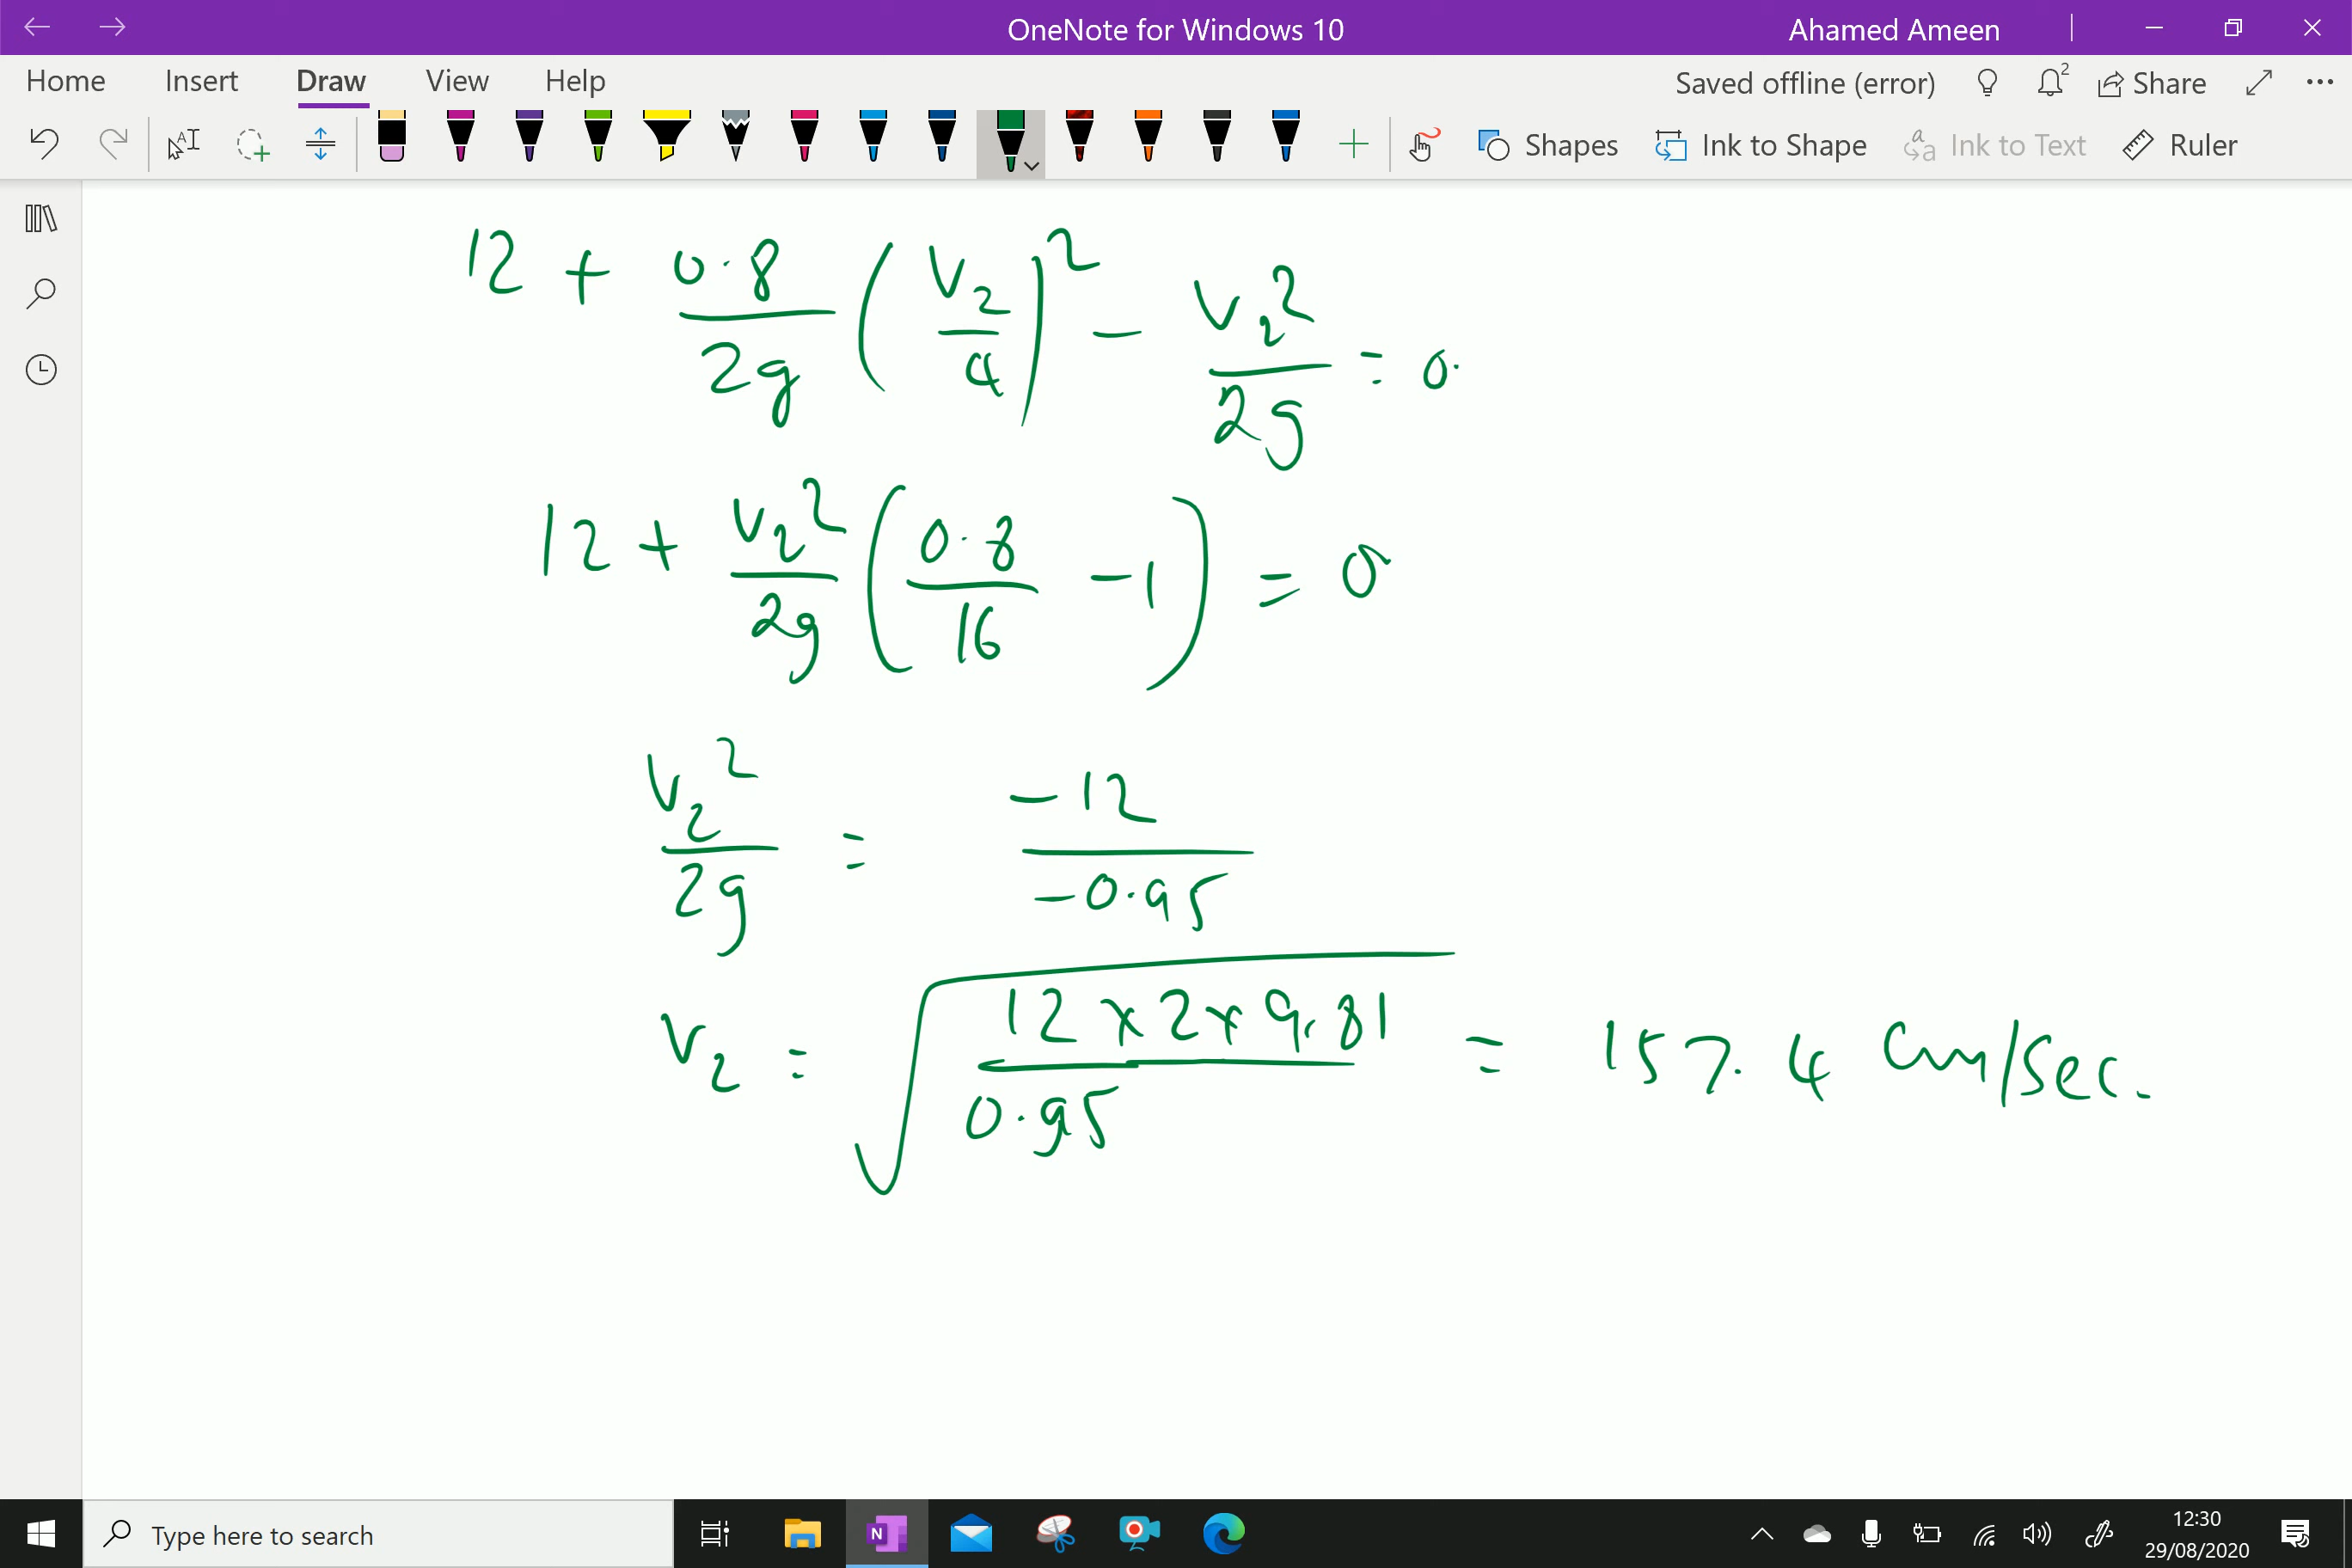 OneNote for Windows 10
Ahamed Ameen
Home Insert Draw View Help
Saved offline (error) 2 Share
Shapes Ink to Shape Ink to Text Ruler
12 + 0.8/2g (V₂/4)² − V₂²/2g = 0.
12 + V₂²/2g (0.8/16 − 1) = 0
V₂²/2g = −12/−0.95
V₂ = √(12 × 2 × 9.81/0.95) = 157.4 cm/sec.
Type here to search
12:30
29/08/2020